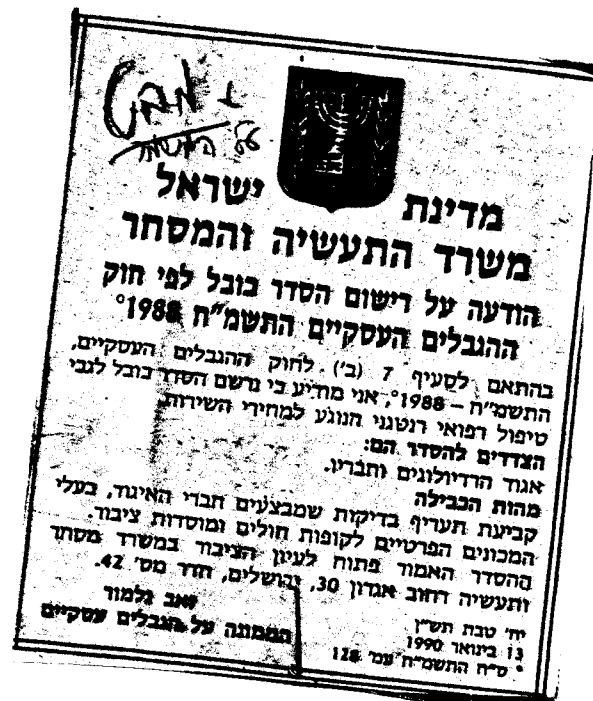 מדינת ישראל
משרד התעשיה והמסחר
הודעה על רישום הסדר כובל לפי חוק
ההגבלים העסקיים התשמ״ח 1988°
בהתאם לסעיף 7 (ב׳) לחוק ההגבלים העסקיים,
התשמ״ח – 1988°, אני מודיע כי נרשם הסדר כובל לגבי
טיפול רפואי רנטגני הנוגע למחירי השירות.
הצדדים להסדר הם:
אגוד הרדיולוגים וחבריו.
מהות הכבילה
קביעת תעריף בדיקות שמבצעים חברי האיגוד, בעלי
המכונים הפרטיים לקופות חולים ומוסדות ציבור.
ההסדר האמור פתוח לעיון הציבור במשרד מסחר
ותעשיה רחוב אגרון 30, ירושלים, חדר מס׳ 42.
זאב גלמור
הממונה על הגבלים עסקיים
יח׳ טבת תש״ן
13 בינואר 1990
° ס״ח התשמ״ח עמ׳ 128